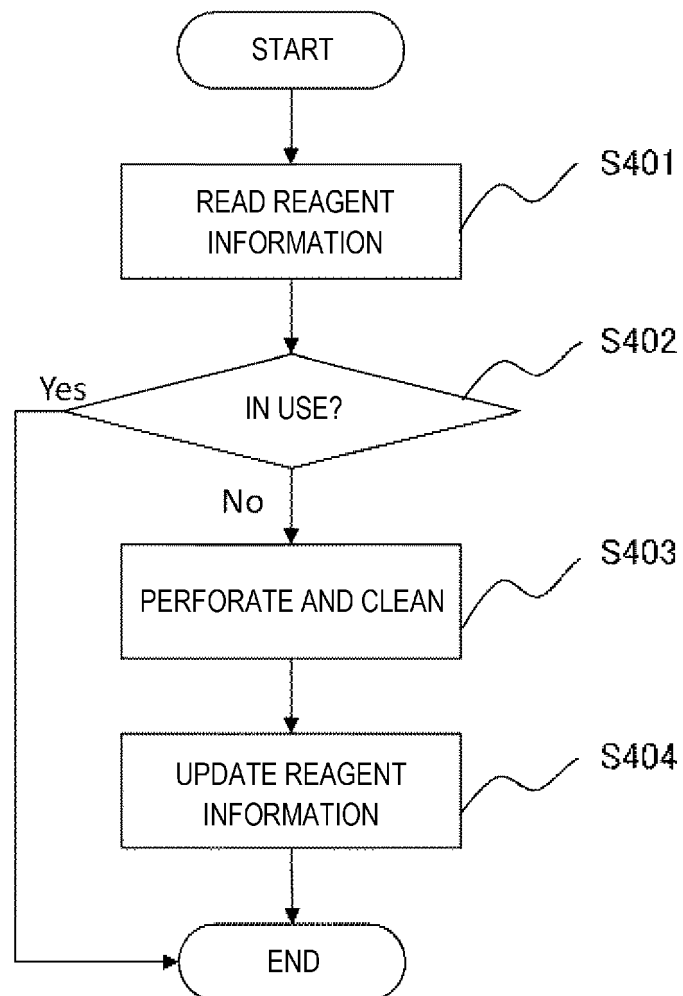 START
S401
READ REAGENT
INFORMATION
S402
Yes
IN USE?
No
S403
PERFORATE AND CLEAN
S404
UPDATE REAGENT
INFORMATION
END